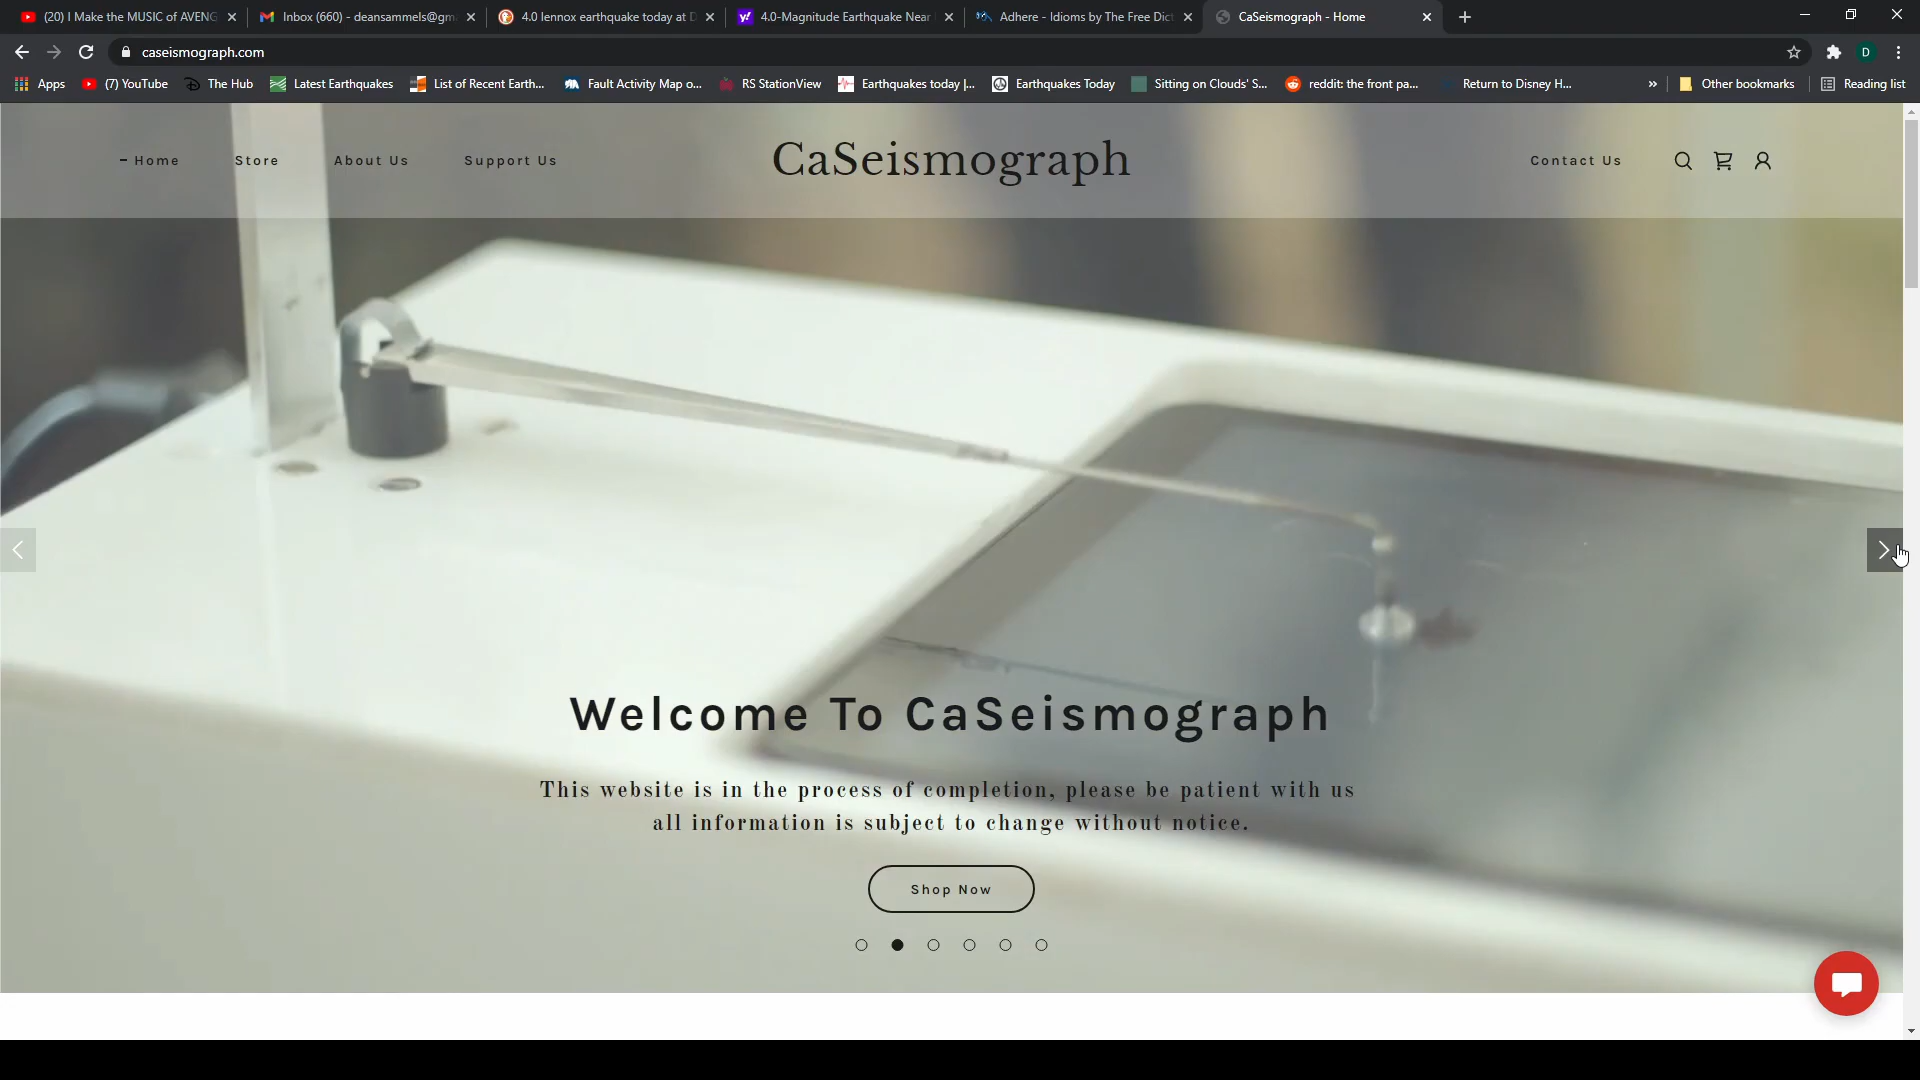 (20) I Make the MUSIC of AVENG
Inbox (660) - deansammels@gm
4.0 lennox earthquake today at D
4.0-Magnitude Earthquake Near
Adhere - Idioms by The Free Dict
CaSeismograph - Home
caseismograph.com
D
Apps
(7) YouTube
The Hub
Latest Earthquakes
List of Recent Earth...
Fault Activity Map o...
RS StationView
Earthquakes today |...
Earthquakes Today
Sitting on Clouds' S...
reddit: the front pa...
Return to Disney H...
»
Other bookmarks
Reading list
Home
Store
About Us
Support Us
CaSeismograph
Contact Us
Welcome To CaSeismograph
This website is in the process of completion, please be patient with us
all information is subject to change without notice.
Shop Now